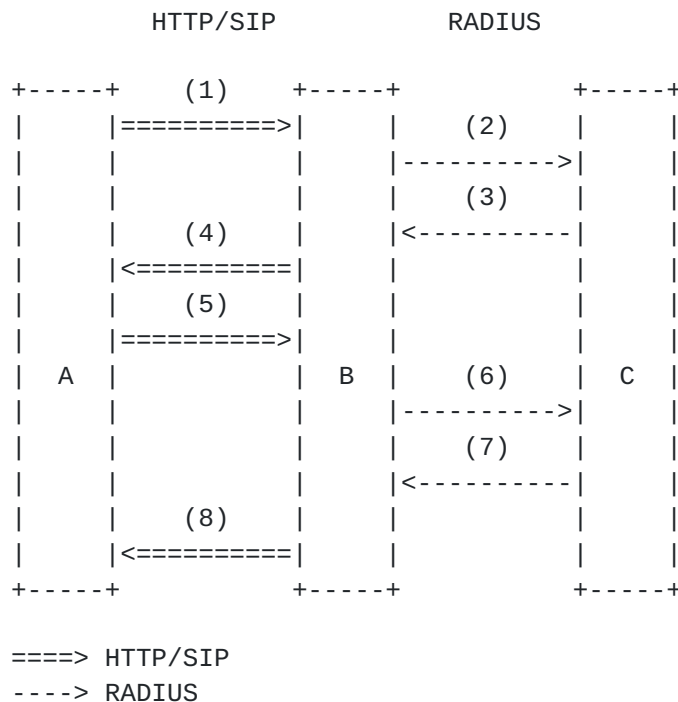 HTTP/SIP RADIUS
(1)
(2)
(3)
(4)
(5)
A B (6) C
(7)
(8)
====> HTTP/SIP
----> RADIUS